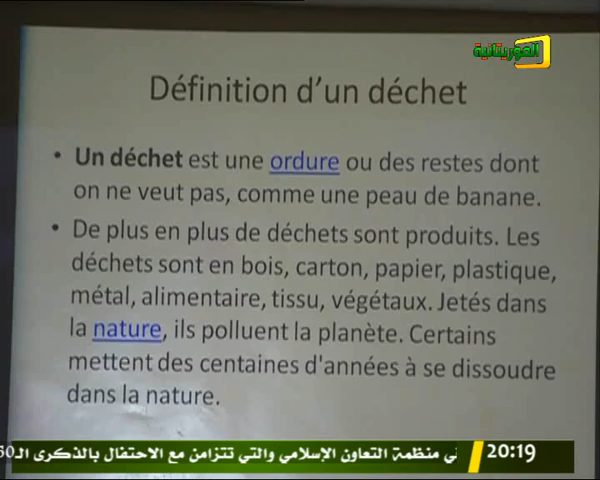 الموريتانية
Définition d'un déchet
• Un déchet est une ordure ou des restes dont
on ne veut pas, comme une peau de banane.
• De plus en plus de déchets sont produits. Les
déchets sont en bois, carton, papier, plastique,
métal, alimentaire, tissu, végétaux. Jetés dans
la nature, ils polluent la planète. Certains
mettent des centaines d'années à se dissoudre
dans la nature.
منظمة التعاون الإسلامي والتي تتزامن مع الاحتفال بالذكرى الـ60
20:19